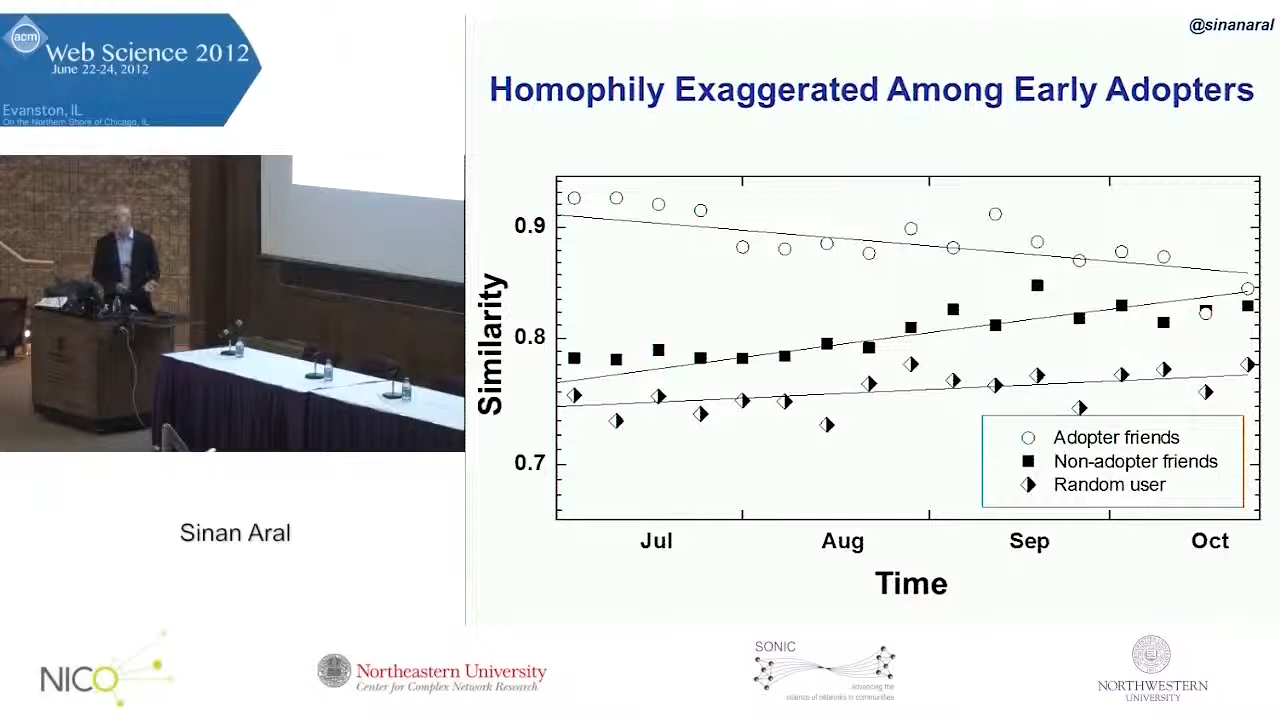 @sinanaral
acm
Web Science 2012
June 22-24, 2012
Evanston, IL
On the Northern Shore of Chicago, IL
Homophily Exaggerated Among Early Adopters
Similarity
0.9
0.8
0.7
Adopter friends
Non-adopter friends
Random user
Jul Aug Sep Oct
Time
Sinan Aral
NICO
Northeastern University
Center for Complex Network Research
SONIC
advancing the
science of networks in communities
NORTHWESTERN
UNIVERSITY